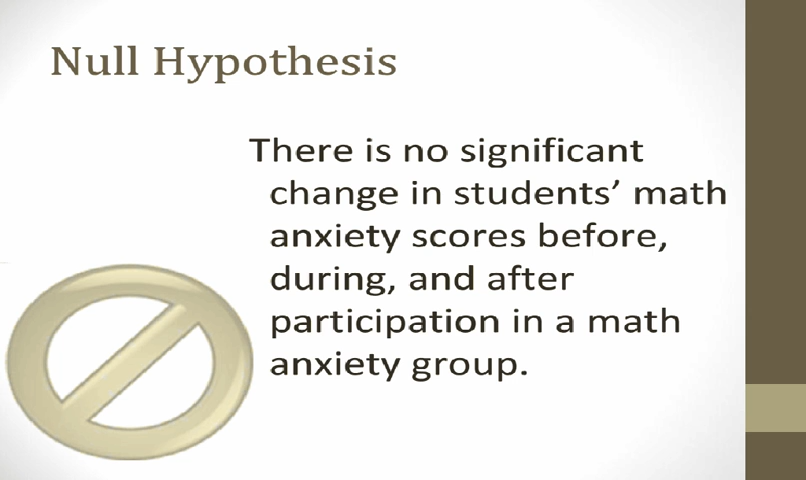 Null Hypothesis
There is no significant
change in students’ math
anxiety scores before,
during, and after
participation in a math
anxiety group.